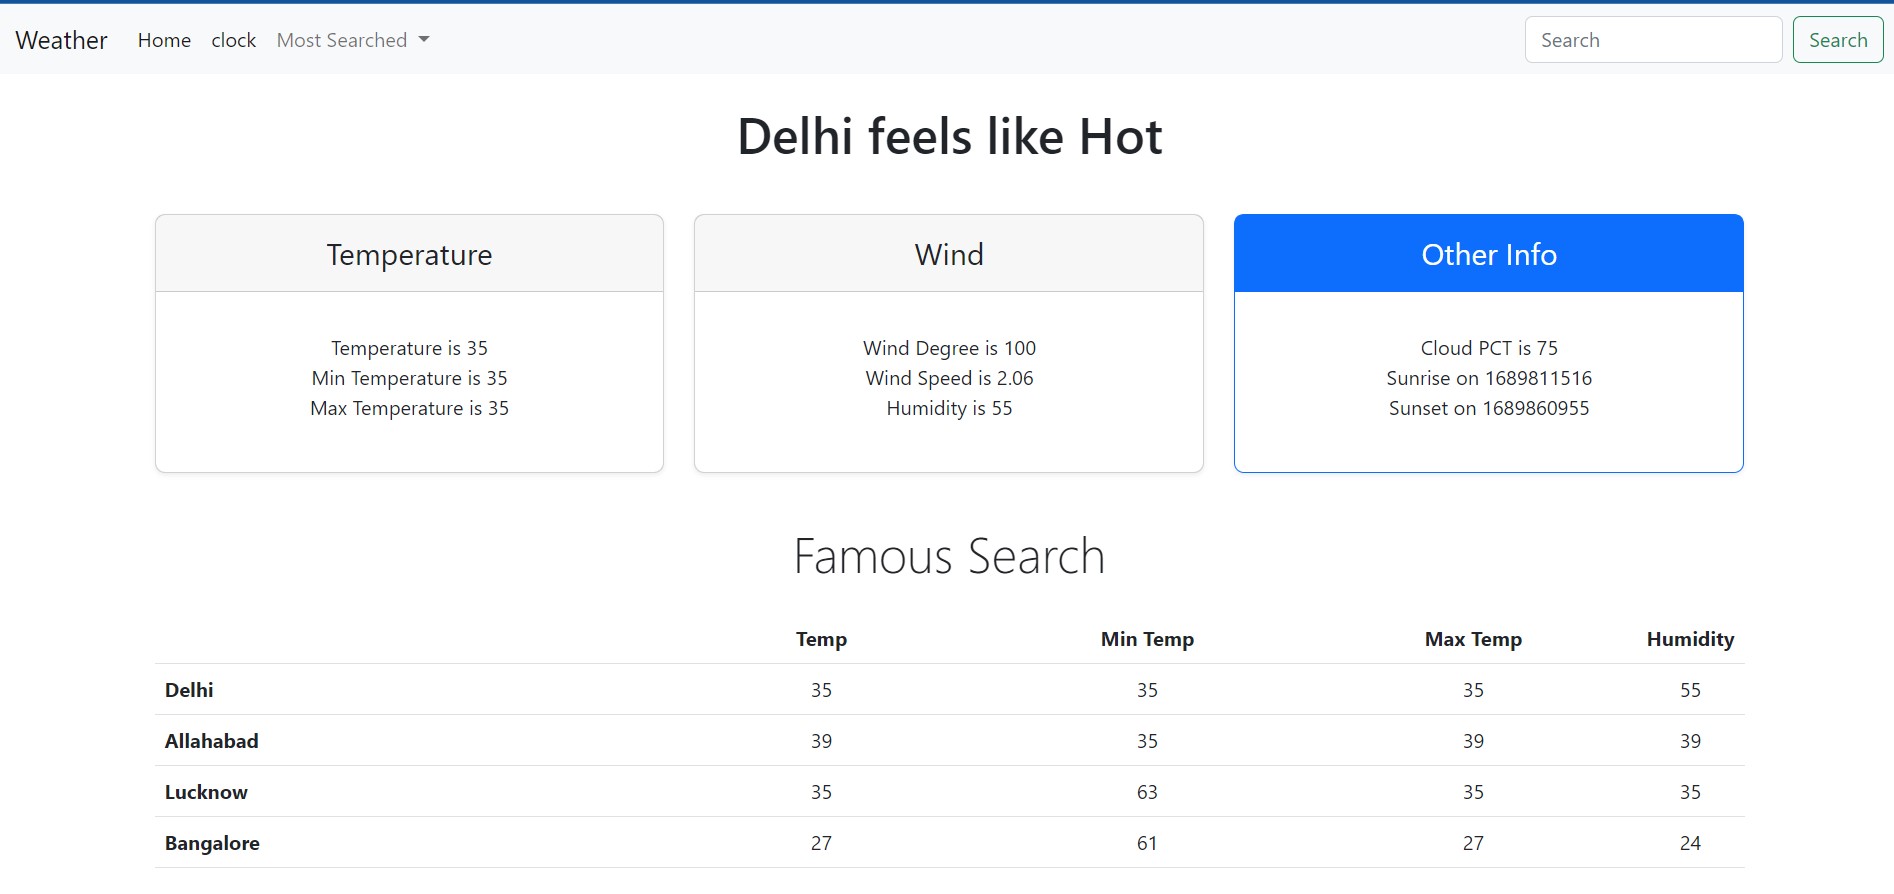 Weather Home clock Most Searched Search Search
Delhi feels like Hot
Temperature Wind Other Info
Temperature is 35 Wind Degree is 100 Cloud PCT is 75
Min Temperature is 35 Wind Speed is 2.06 Sunrise on 1689811516
Max Temperature is 35 Humidity is 55 Sunset on 1689860955
Famous Search
Temp Min Temp Max Temp Humidity
Delhi 35 35 35 55
Allahabad 39 35 39 39
Lucknow 35 63 35 35
Bangalore 27 61 27 24